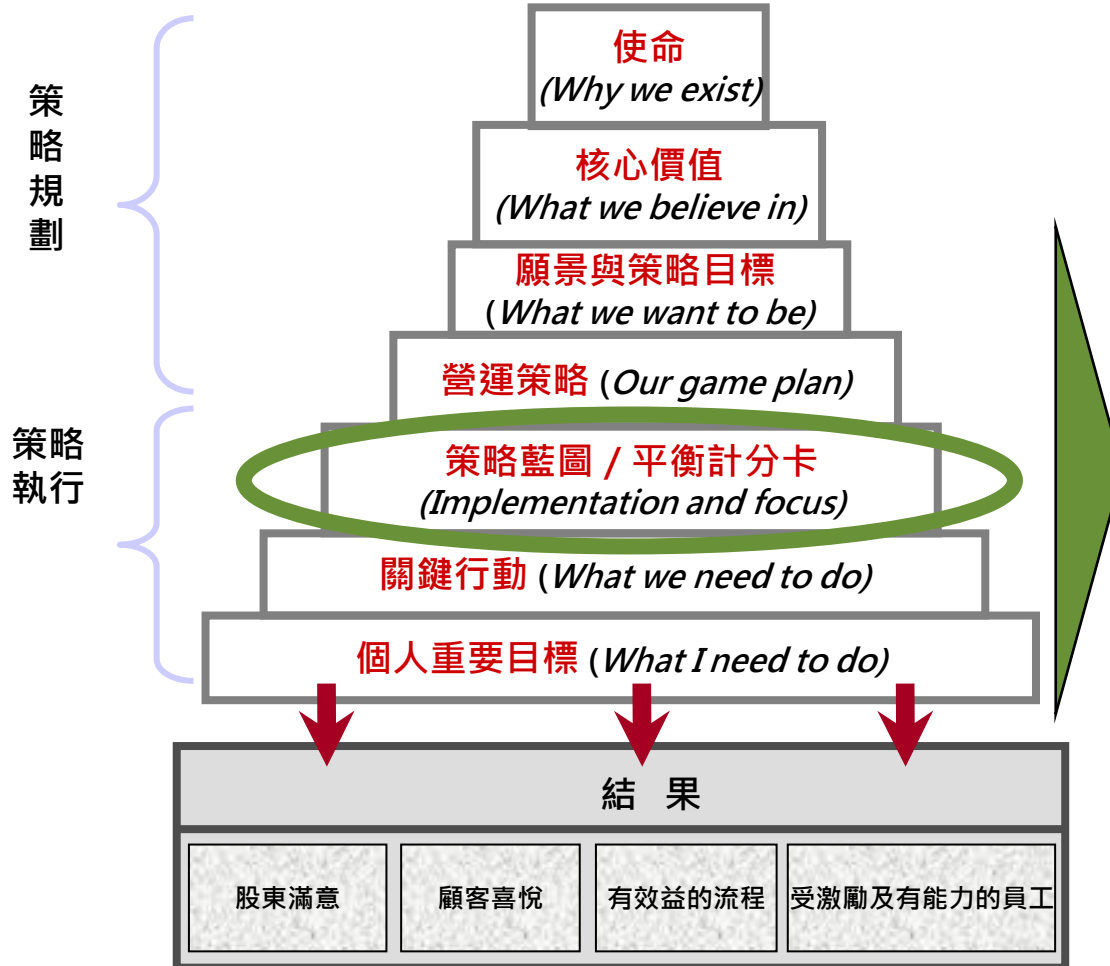 策
略
規
劃
使命
(Why we exist)
核心價值
(What we believe in)
願景與策略目標
(What we want to be)
營運策略 (Our game plan)
策略
執行
策略藍圖 / 平衡計分卡
(Implementation and focus)
關鍵行動 (What we need to do)
個人重要目標 (What I need to do)
結 果
股東滿意
顧客喜悅
有效益的流程
受激勵及有能力的員工